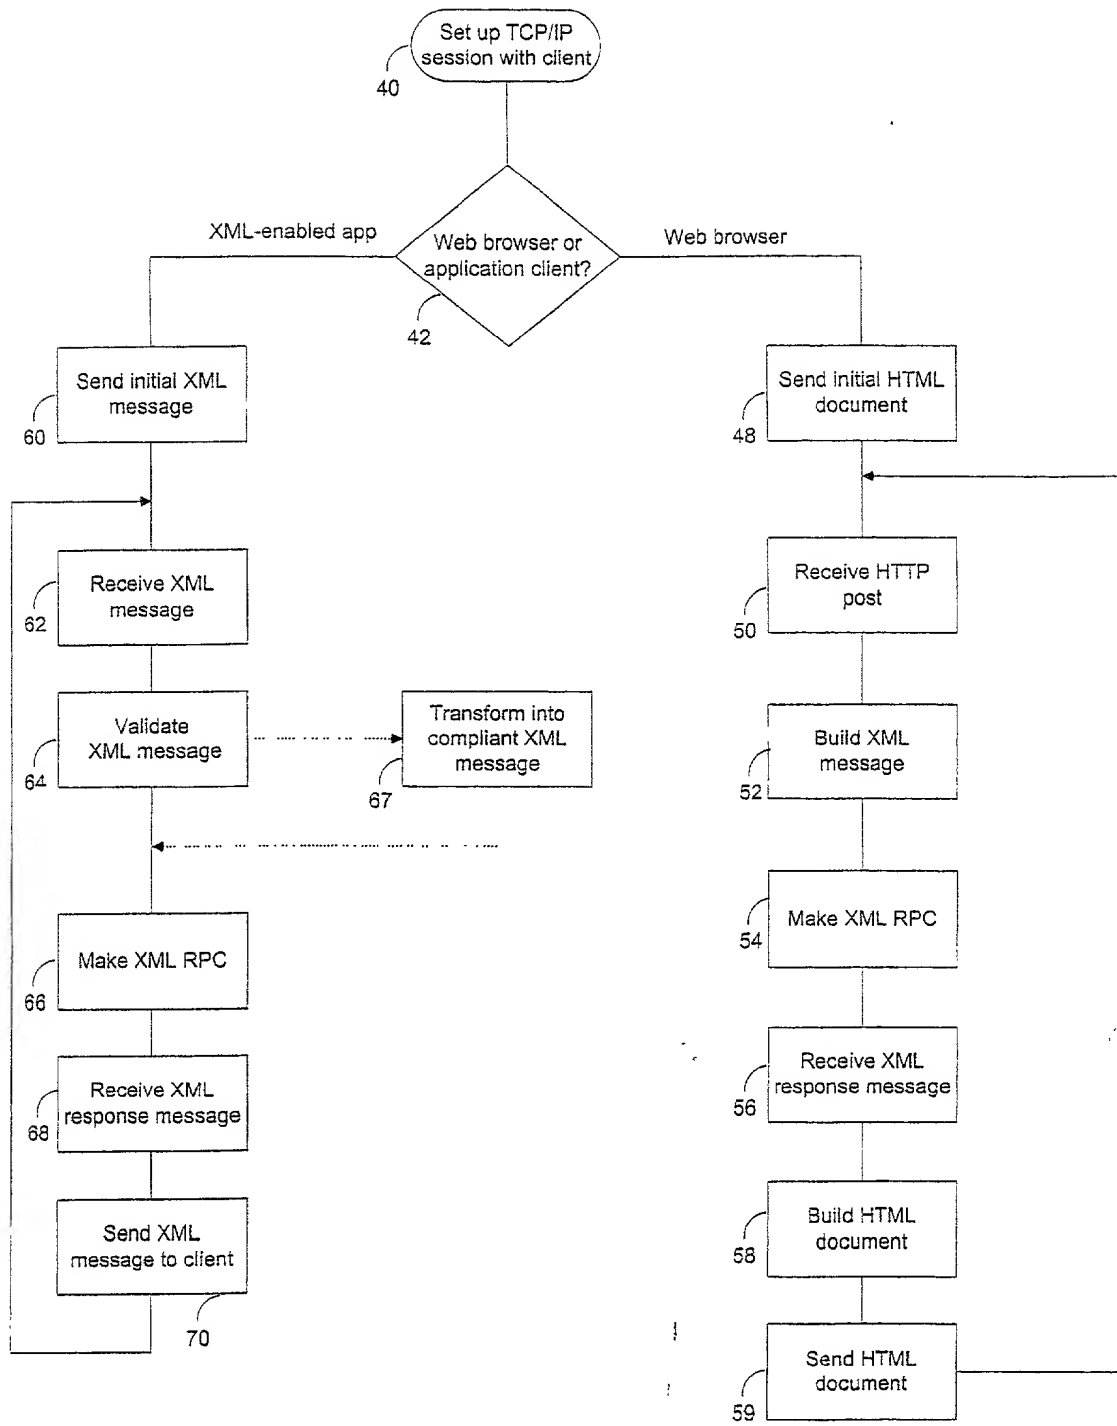 Set up TCP/IP
session with client
40
XML-enabled app
Web browser or
application client?
Web browser
42
Send initial XML
message
60
Send initial HTML
document
48
Receive XML
message
62
Receive HTTP
post
50
Validate
XML message
64
Transform into
compliant XML
message
67
Build XML
message
52
Make XML RPC
66
Make XML RPC
54
Receive XML
response message
68
Receive XML
response message
56
Send XML
message to client
70
Build HTML
document
58
Send HTML
document
59